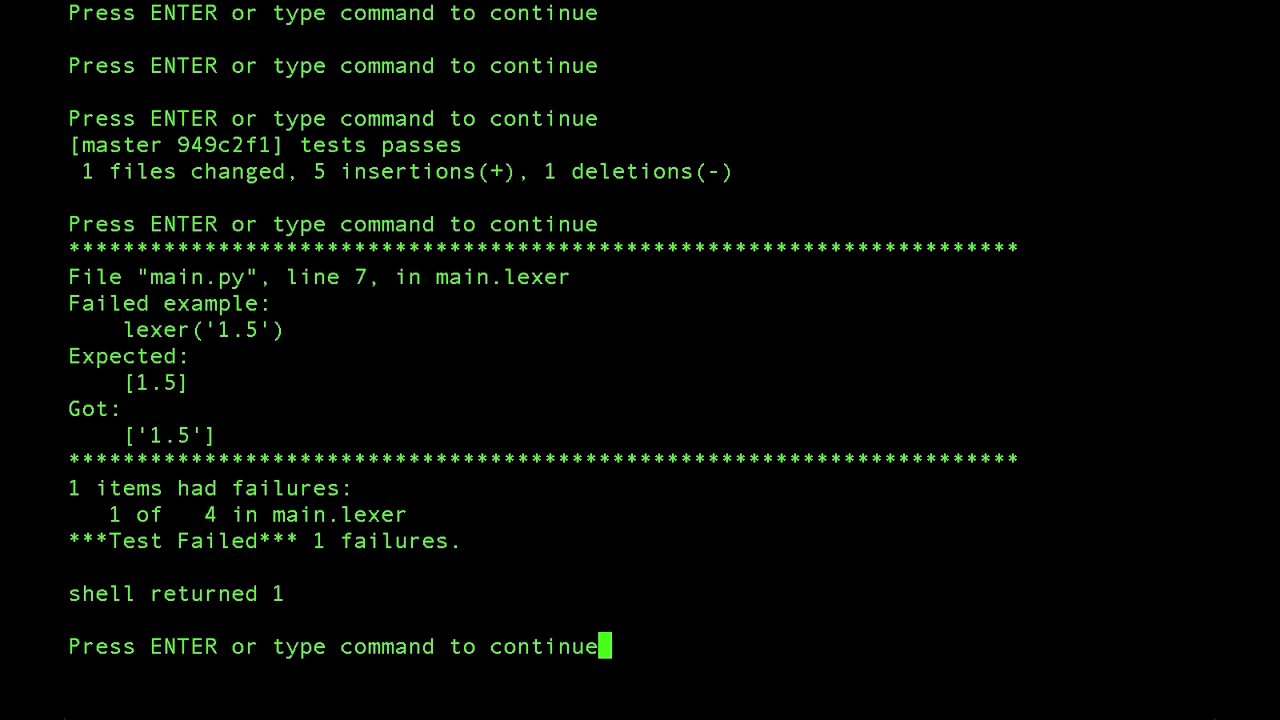 Press ENTER or type command to continue
Press ENTER or type command to continue
Press ENTER or type command to continue
[master 949c2f1] tests passes
 1 files changed, 5 insertions(+), 1 deletions(-)
Press ENTER or type command to continue
**********************************************************************
File "main.py", line 7, in main.lexer
Failed example:
    lexer('1.5')
Expected:
    [1.5]
Got:
    ['1.5']
**********************************************************************
1 items had failures:
   1 of   4 in main.lexer
***Test Failed*** 1 failures.
shell returned 1
Press ENTER or type command to continue